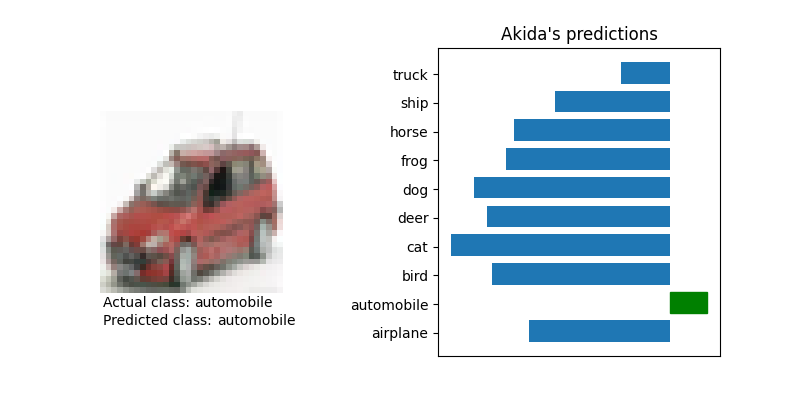 Akida's predictions
truck
ship
horse
frog
dog
deer
cat
bird
automobile
airplane
Actual class: automobile
Predicted class: automobile